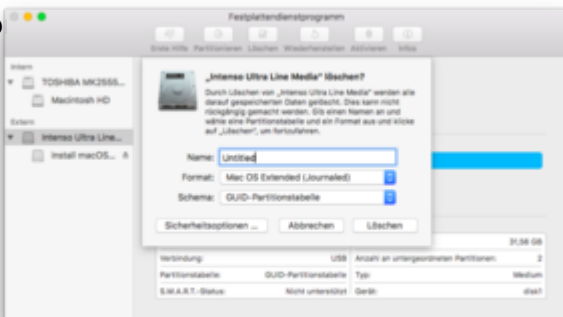 Festplattendienstprogramm
Erste Hilfe Partitionieren Löschen Wiederherstellen Aktivieren Infos
Intern
TOSHIBA MK2555...
Macintosh HD
Extern
Intenso Ultra Line...
Install macOS...
„Intenso Ultra Line Media“ löschen?
Durch Löschen von „Intenso Ultra Line Media“ werden alle
darauf gespeicherten Daten gelöscht. Dies kann nicht
rückgängig gemacht werden. Gib einen Namen an und
wähle eine Partitionstabelle und ein Format aus und klicke
auf „Löschen“, um fortzufahren.
Name: Untitled
Format: Mac OS Extended (Journaled)
Schema: GUID-Partitionstabelle
Sicherheitsoptionen ... Abbrechen Löschen
31,56 GB
Verbindung: USB Anzahl an untergeordneten Partitionen: 2
Partitionstabelle: GUID-Partitionstabelle Typ: Medium
S.M.A.R.T.-Status: Nicht unterstützt Gerät: disk1